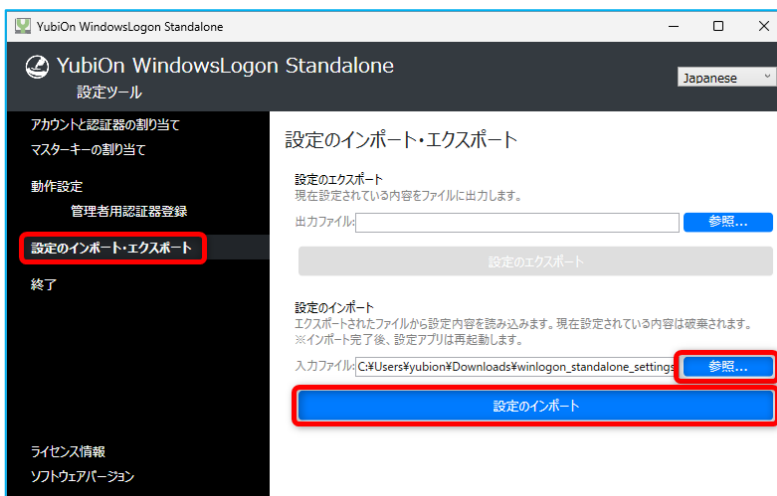 YubiOn WindowsLogon Standalone
YubiOn WindowsLogon Standalone
設定ツール
Japanese
アカウントと認証器の割り当て
マスターキーの割り当て
動作設定
管理者用認証器登録
設定のインポート・エクスポート
終了
ライセンス情報
ソフトウェアバージョン
設定のインポート・エクスポート
設定のエクスポート
現在設定されている内容をファイルに出力します。
出力ファイル:
参照...
設定のエクスポート
設定のインポート
エクスポートされたファイルから設定内容を読み込みます。現在設定されている内容は破棄されます。
※インポート完了後、設定アプリは再起動します。
入力ファイル: C:¥Users¥yubion¥Downloads¥winlogon_standalone_settings
参照...
設定のインポート